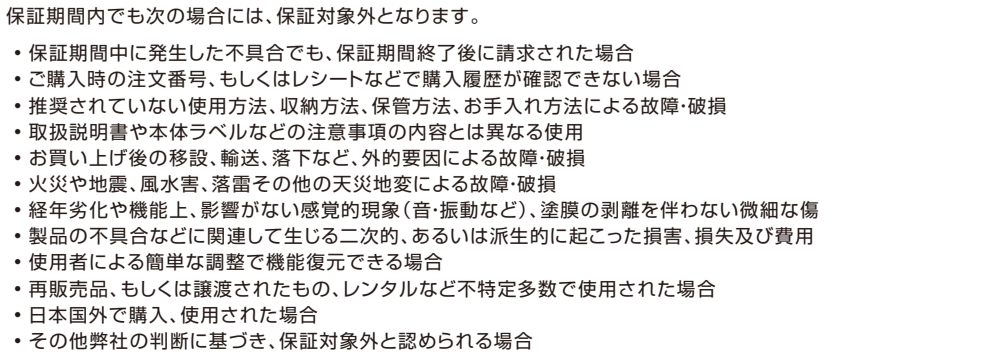 保証期間内でも次の場合には、保証対象外となります。
• 保証期間中に発生した不具合でも、保証期間終了後に請求された場合
• ご購入時の注文番号、もしくはレシートなどで購入履歴が確認できない場合
• 推奨されていない使用方法、収納方法、保管方法、お手入れ方法による故障・破損
• 取扱説明書や本体ラベルなどの注意事項の内容とは異なる使用
• お買い上げ後の移設、輸送、落下など、外的要因による故障・破損
• 火災や地震、風水害、落雷その他の天災地変による故障・破損
• 経年劣化や機能上、影響がない感覚的現象（音・振動など）、塗膜の剥離を伴わない微細な傷
• 製品の不具合などに関連して生じる二次的、あるいは派生的に起こった損害、損失及び費用
• 使用者による簡単な調整で機能復元できる場合
• 再販売品、もしくは譲渡されたもの、レンタルなど不特定多数で使用された場合
• 日本国外で購入、使用された場合
• その他弊社の判断に基づき、保証対象外と認められる場合